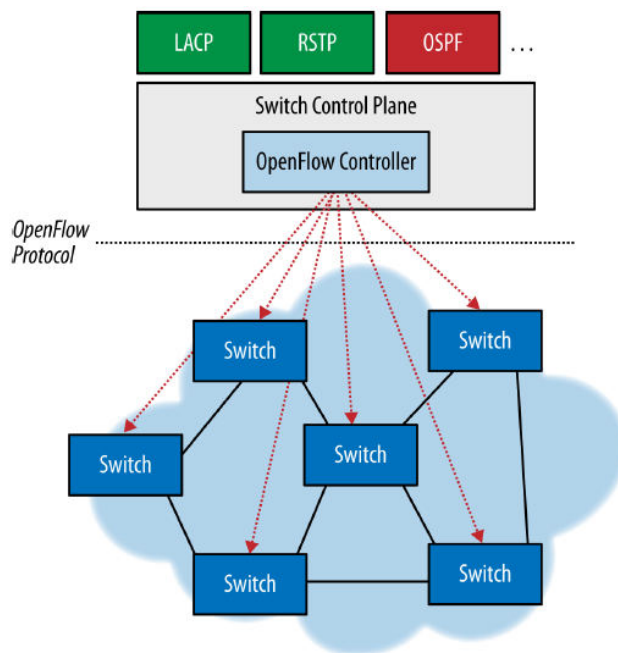 LACP
RSTP
OSPF
...
Switch Control Plane
OpenFlow Controller
OpenFlow
Protocol
Switch
Switch
Switch
Switch
Switch
Switch